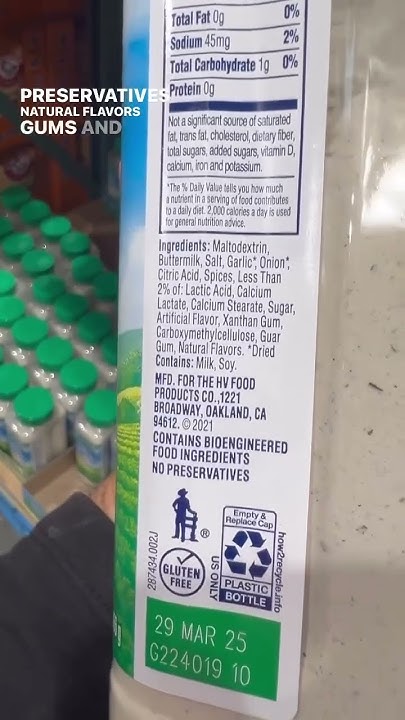 Total Fat 0g 0%
Sodium 45mg 2%
Total Carbohydrate 1g 0%
Protein 0g
PRESERVATIVES
NATURAL FLAVORS
GUMS AND
Not a significant source of saturated
fat, trans fat, cholesterol, dietary fiber,
total sugars, added sugars, vitamin D,
calcium, iron and potassium.
*The % Daily Value tells you how much
a nutrient in a serving of food contributes
to a daily diet. 2,000 calories a day is used
for general nutrition advice.
Ingredients: Maltodextrin,
Buttermilk, Salt, Garlic*, Onion*,
Citric Acid, Spices, Less Than
2% of: Lactic Acid, Calcium
Lactate, Calcium Stearate, Sugar,
Artificial Flavor, Xanthan Gum,
Carboxymethylcellulose, Guar
Gum, Natural Flavors. *Dried
Contains: Milk, Soy.
MFD. FOR THE HV FOOD
PRODUCTS CO.,1221
BROADWAY, OAKLAND, CA
94612. © 2021
CONTAINS BIOENGINEERED
FOOD INGREDIENTS
NO PRESERVATIVES
287434.002J
®
GLUTEN
FREE
US ONLY
Empty &
Replace Cap
PLASTIC
BOTTLE
how2recycle.info
29 MAR 25
G224019 10